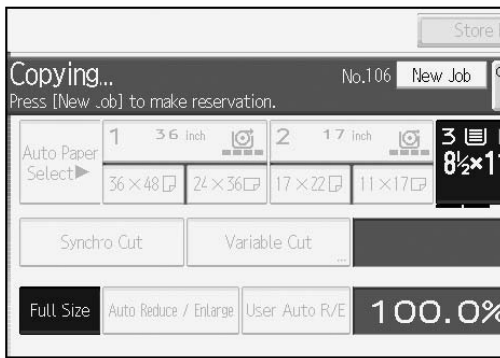 Store
Copying... No.106 New Job
Press [New Job] to make reservation.
Auto Paper Select▶ 1 36 inch 2 17 inch 3
36×48 24×36 17×22 11×17 8½×1
Synchro Cut Variable Cut ...
Full Size Auto Reduce / Enlarge User Auto R/E 100.0%